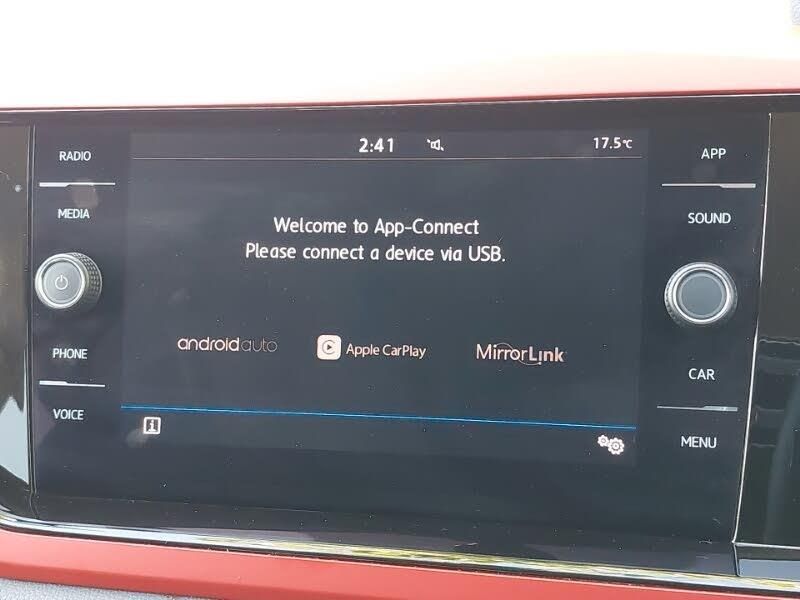 2:41 17.5°C
RADIO
MEDIA
PHONE
VOICE
Welcome to App-Connect
Please connect a device via USB.
androidauto Apple CarPlay MirrorLink
i
APP
SOUND
CAR
MENU